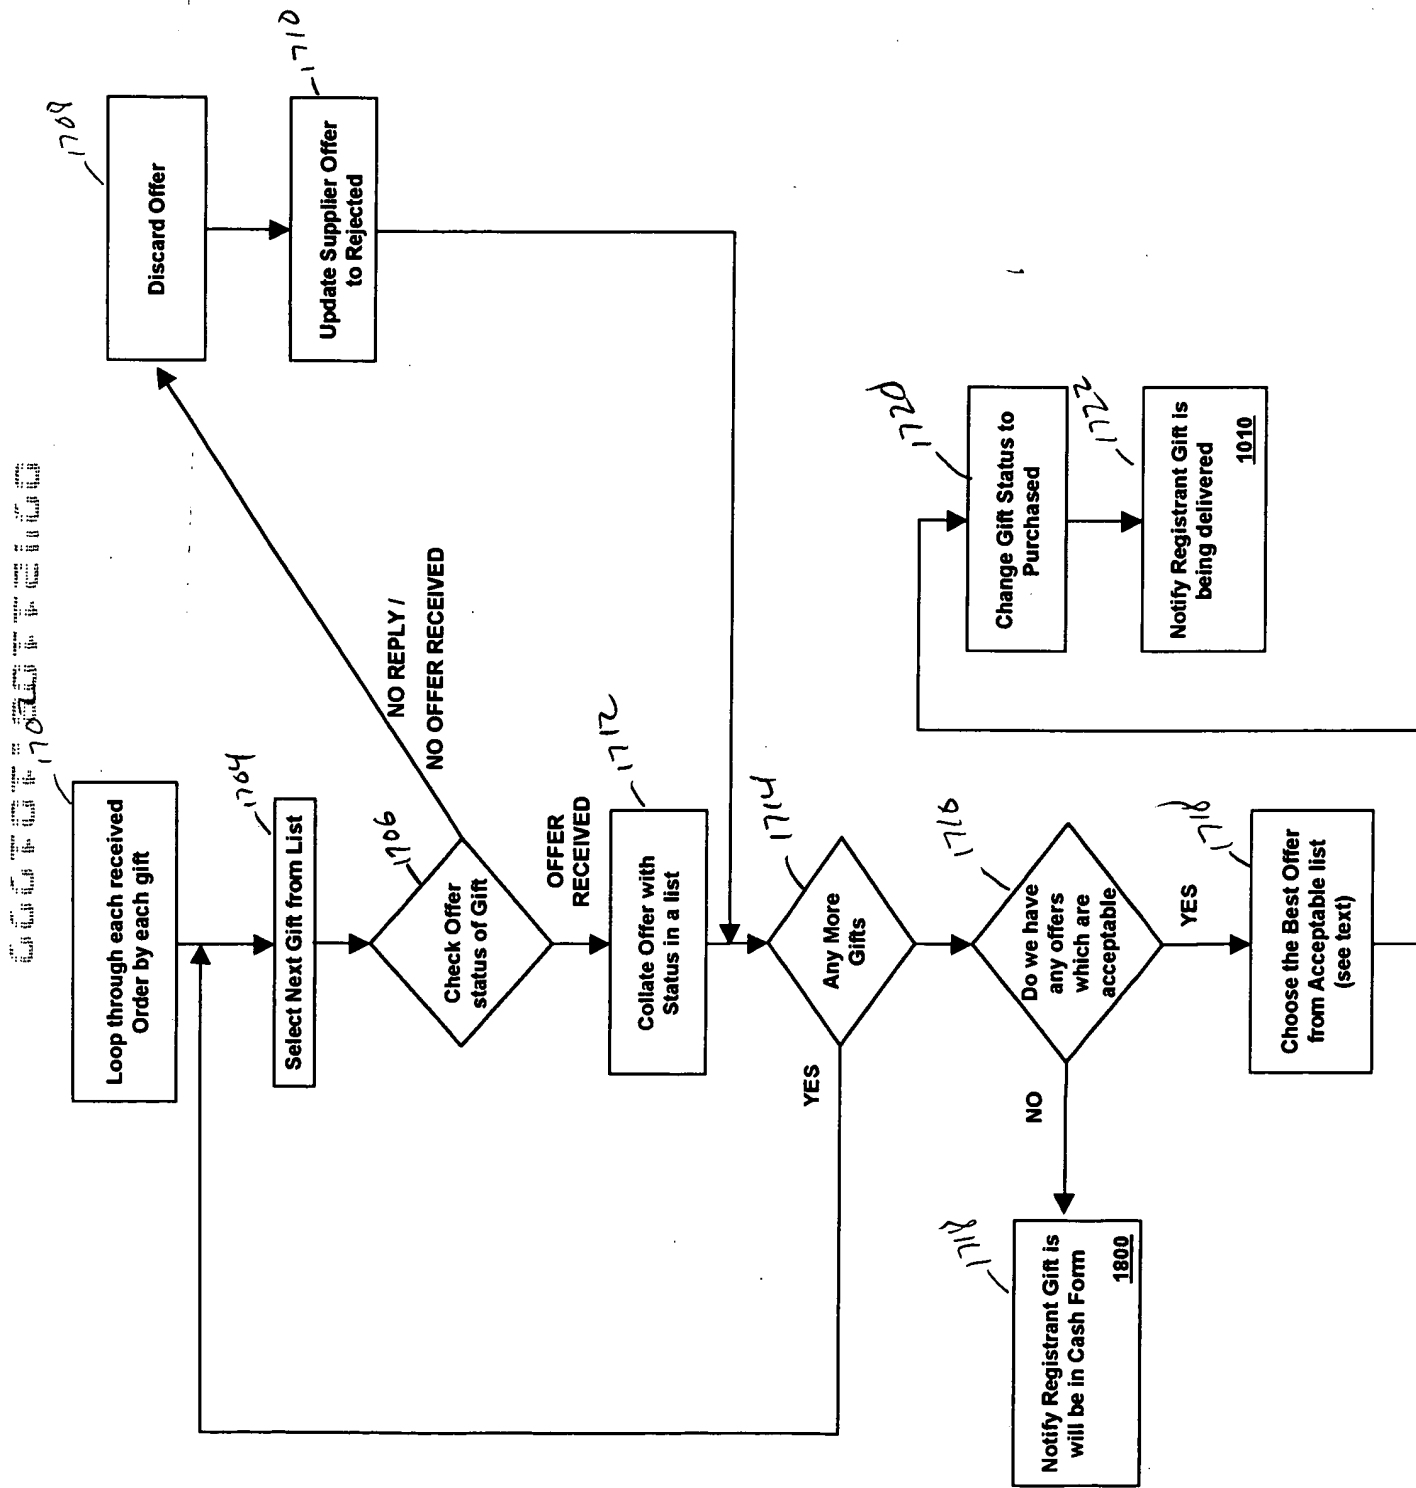 1702
Loop through each received
Order by each gift
1704
Select Next Gift from List
1706
Check Offer
status of Gift
NO REPLY /
NO OFFER RECEIVED
1708
Discard Offer
1710
Update Supplier Offer
to Rejected
OFFER
RECEIVED
1712
Collate Offer with
Status in a list
1714
Any More
Gifts
YES
1716
Do we have
any offers
which are
acceptable
NO
YES
1718
Notify Registrant Gift is
will be in Cash Form
1800
1718
Choose the Best Offer
from Acceptable list
(see text)
1720
Change Gift Status to
Purchased
1722
Notify Registrant Gift is
being delivered
1010